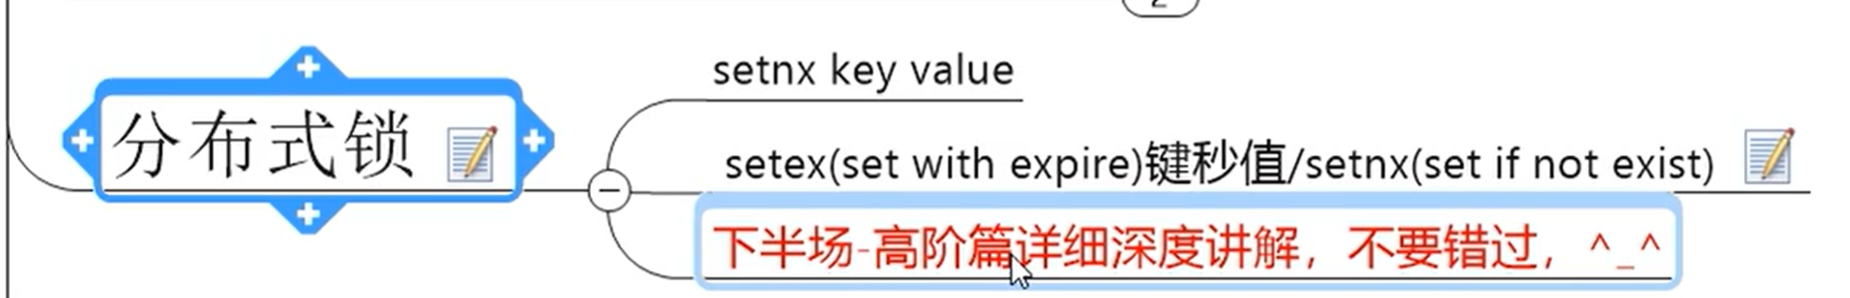 分布式锁
setnx key value
setex(set with expire)键秒值/setnx(set if not exist)
下半场-高阶篇详细深度讲解，不要错过，^_^